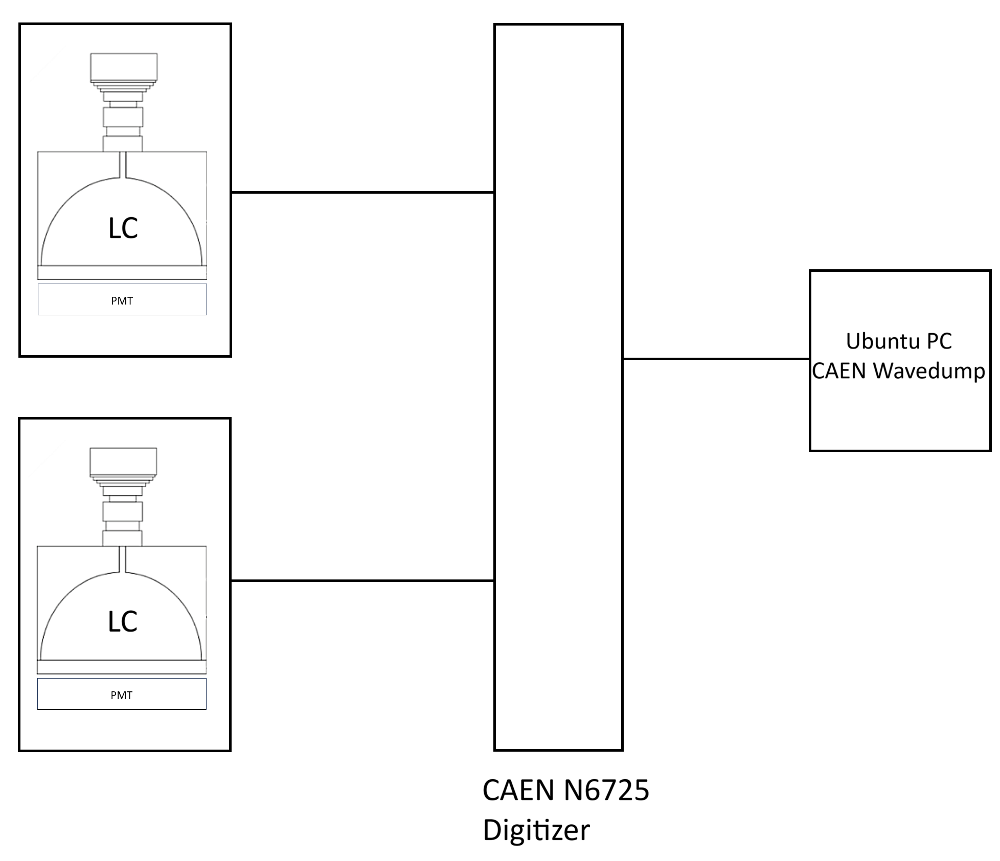 LC
PMT
LC
PMT
CAEN N6725
Digitizer
Ubuntu PC
CAEN Wavedump